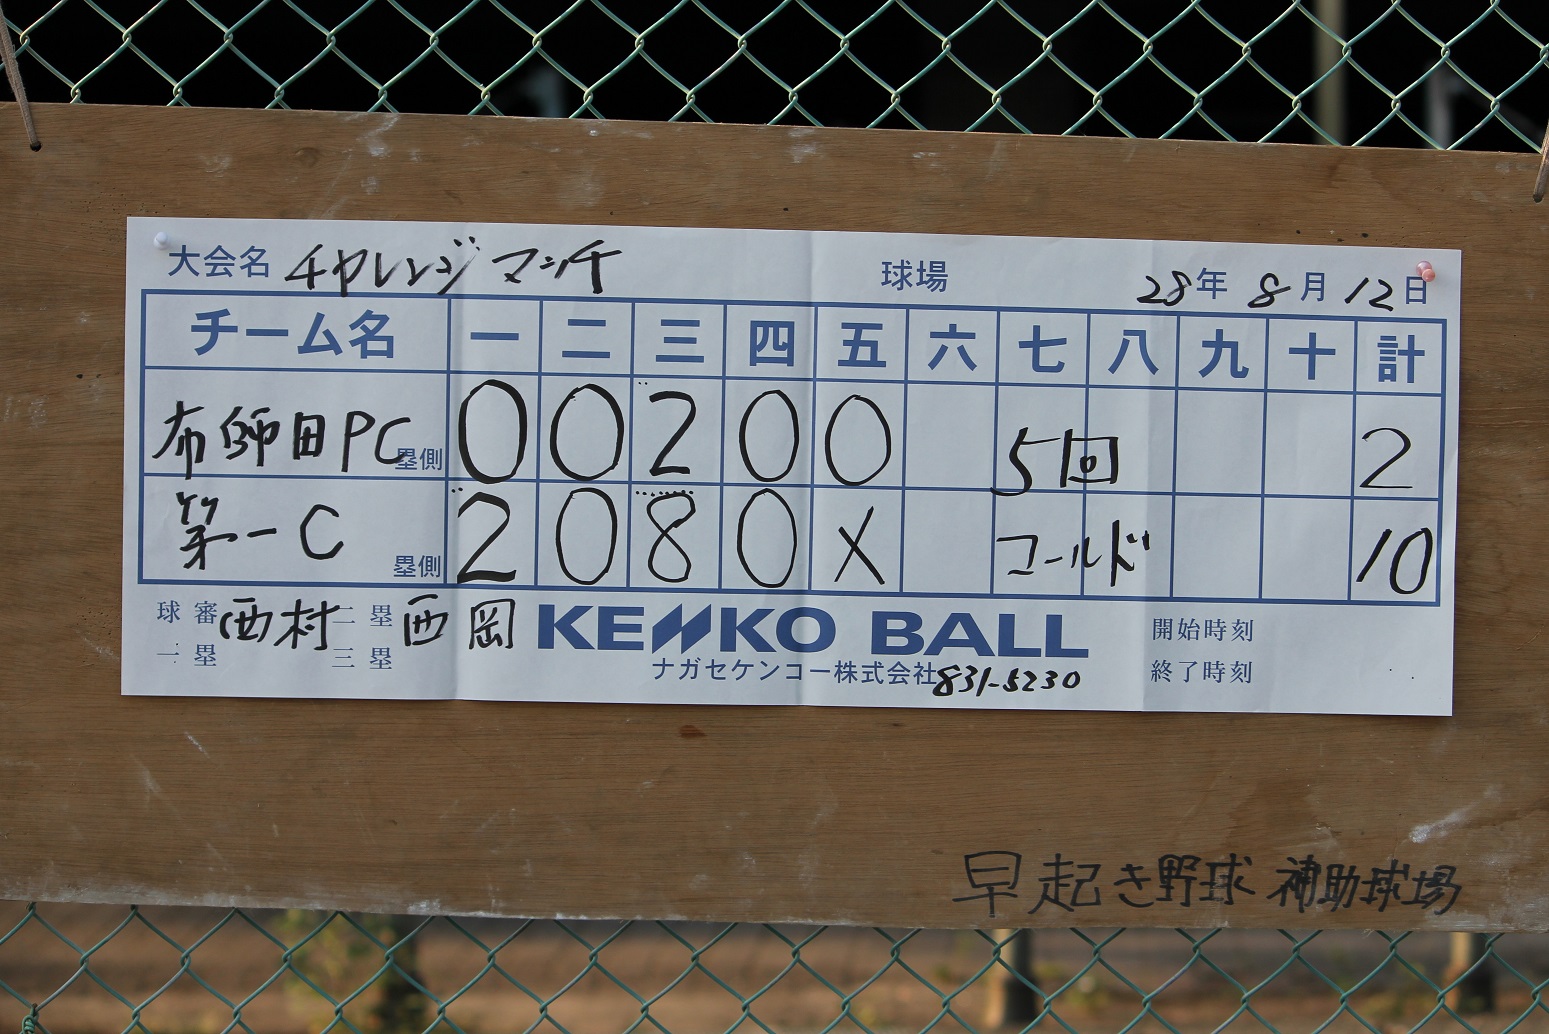 大会名 チャレンジマッチ 球場 28年 8月 12日
チーム名 一 二 三 四 五 六 七 八 九 十 計
布師田PC 塁側 0 0 2 0 0 5回 2
第一C 塁側 2 0 8 0 X コールド 10
球審 西村 二塁 西岡 KENKO BALL 開始時刻
一塁 三塁 ナガセケンコー株式会社 831-5230 終了時刻
早起き野球 補助球場